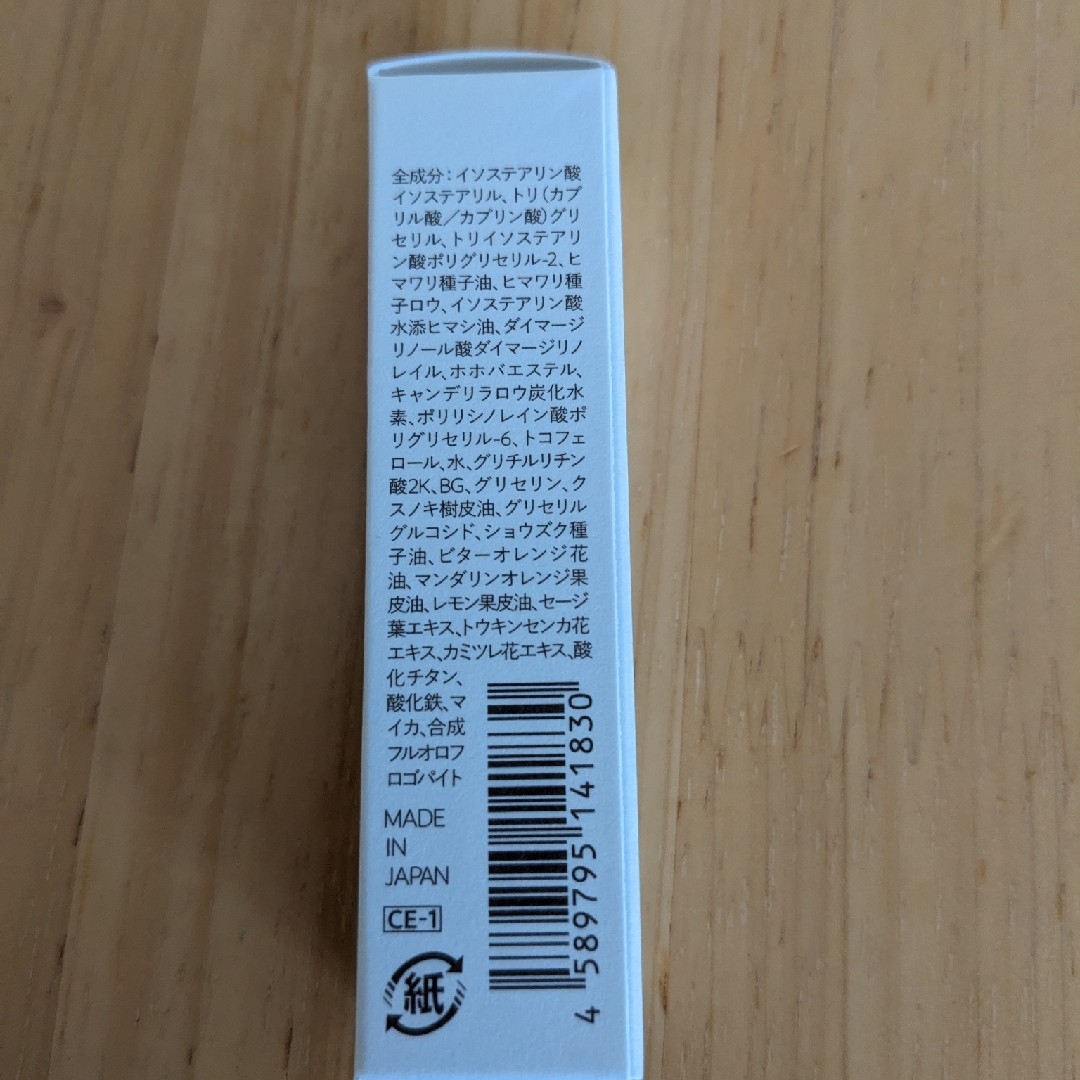 全成分：イソステアリン酸
イソステアリル、トリ（カプ
リル酸／カプリン酸）グリ
セリル、トリイソステアリ
ン酸ポリグリセリル-2、ヒ
マワリ種子油、ヒマワリ種
子ロウ、イソステアリン酸
水添ヒマシ油、ダイマージ
リノール酸ダイマージリノ
レイル、ホホバエステル、
キャンデリラロウ炭化水
素、ポリリシノレイン酸ポ
リグリセリル-6、トコフェ
ロール、水、グリチルリチン
酸2K、BG、グリセリン、ク
スノキ樹皮油、グリセリル
グルコシド、ショウズク種
子油、ビターオレンジ花
油、マンダリンオレンジ果
皮油、レモン果皮油、セージ
葉エキス、トウキンセンカ花
エキス、カミツレ花エキス、酸
化チタン、
酸化鉄、マ
イカ、合成
フルオロフ
ロゴパイト
MADE
IN
JAPAN
CE-1
紙
4 589795 141830